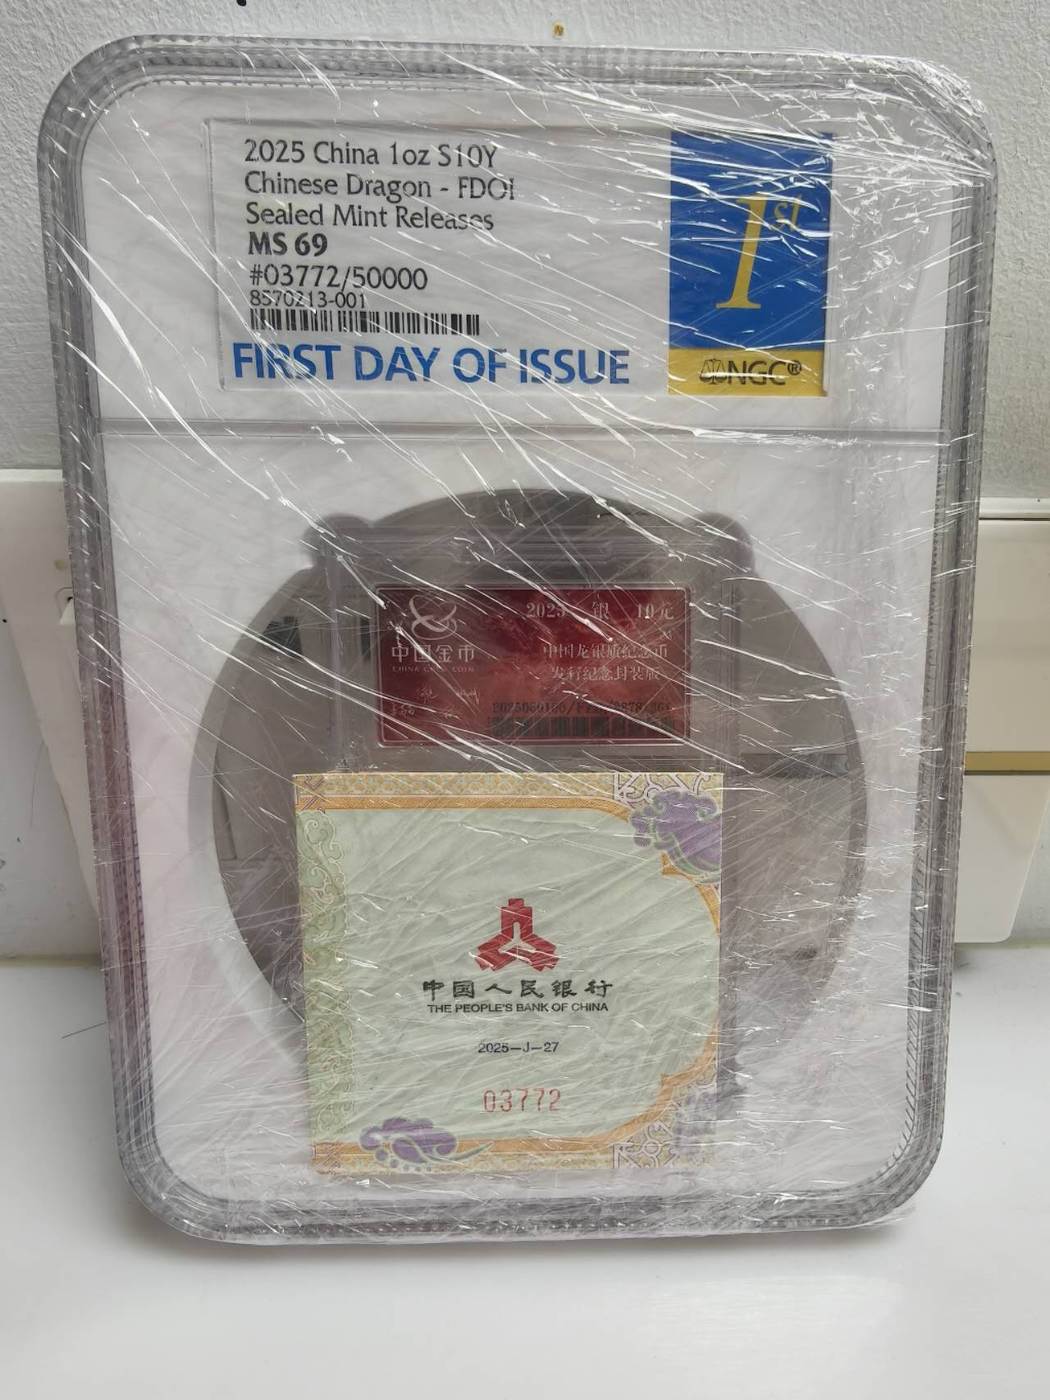 2025 China 1oz S10Y
Chinese Dragon - FDOI
Sealed Mint Releases
MS 69
#03772/50000
8570213-001
FIRST DAY OF ISSUE
1st
NGC®
2025 银 10元
中国金币
CHINA GOLD COIN
中国龙银质纪念币
发行纪念封装版
中国人民银行
THE PEOPLE'S BANK OF CHINA
2025-J-27
03772